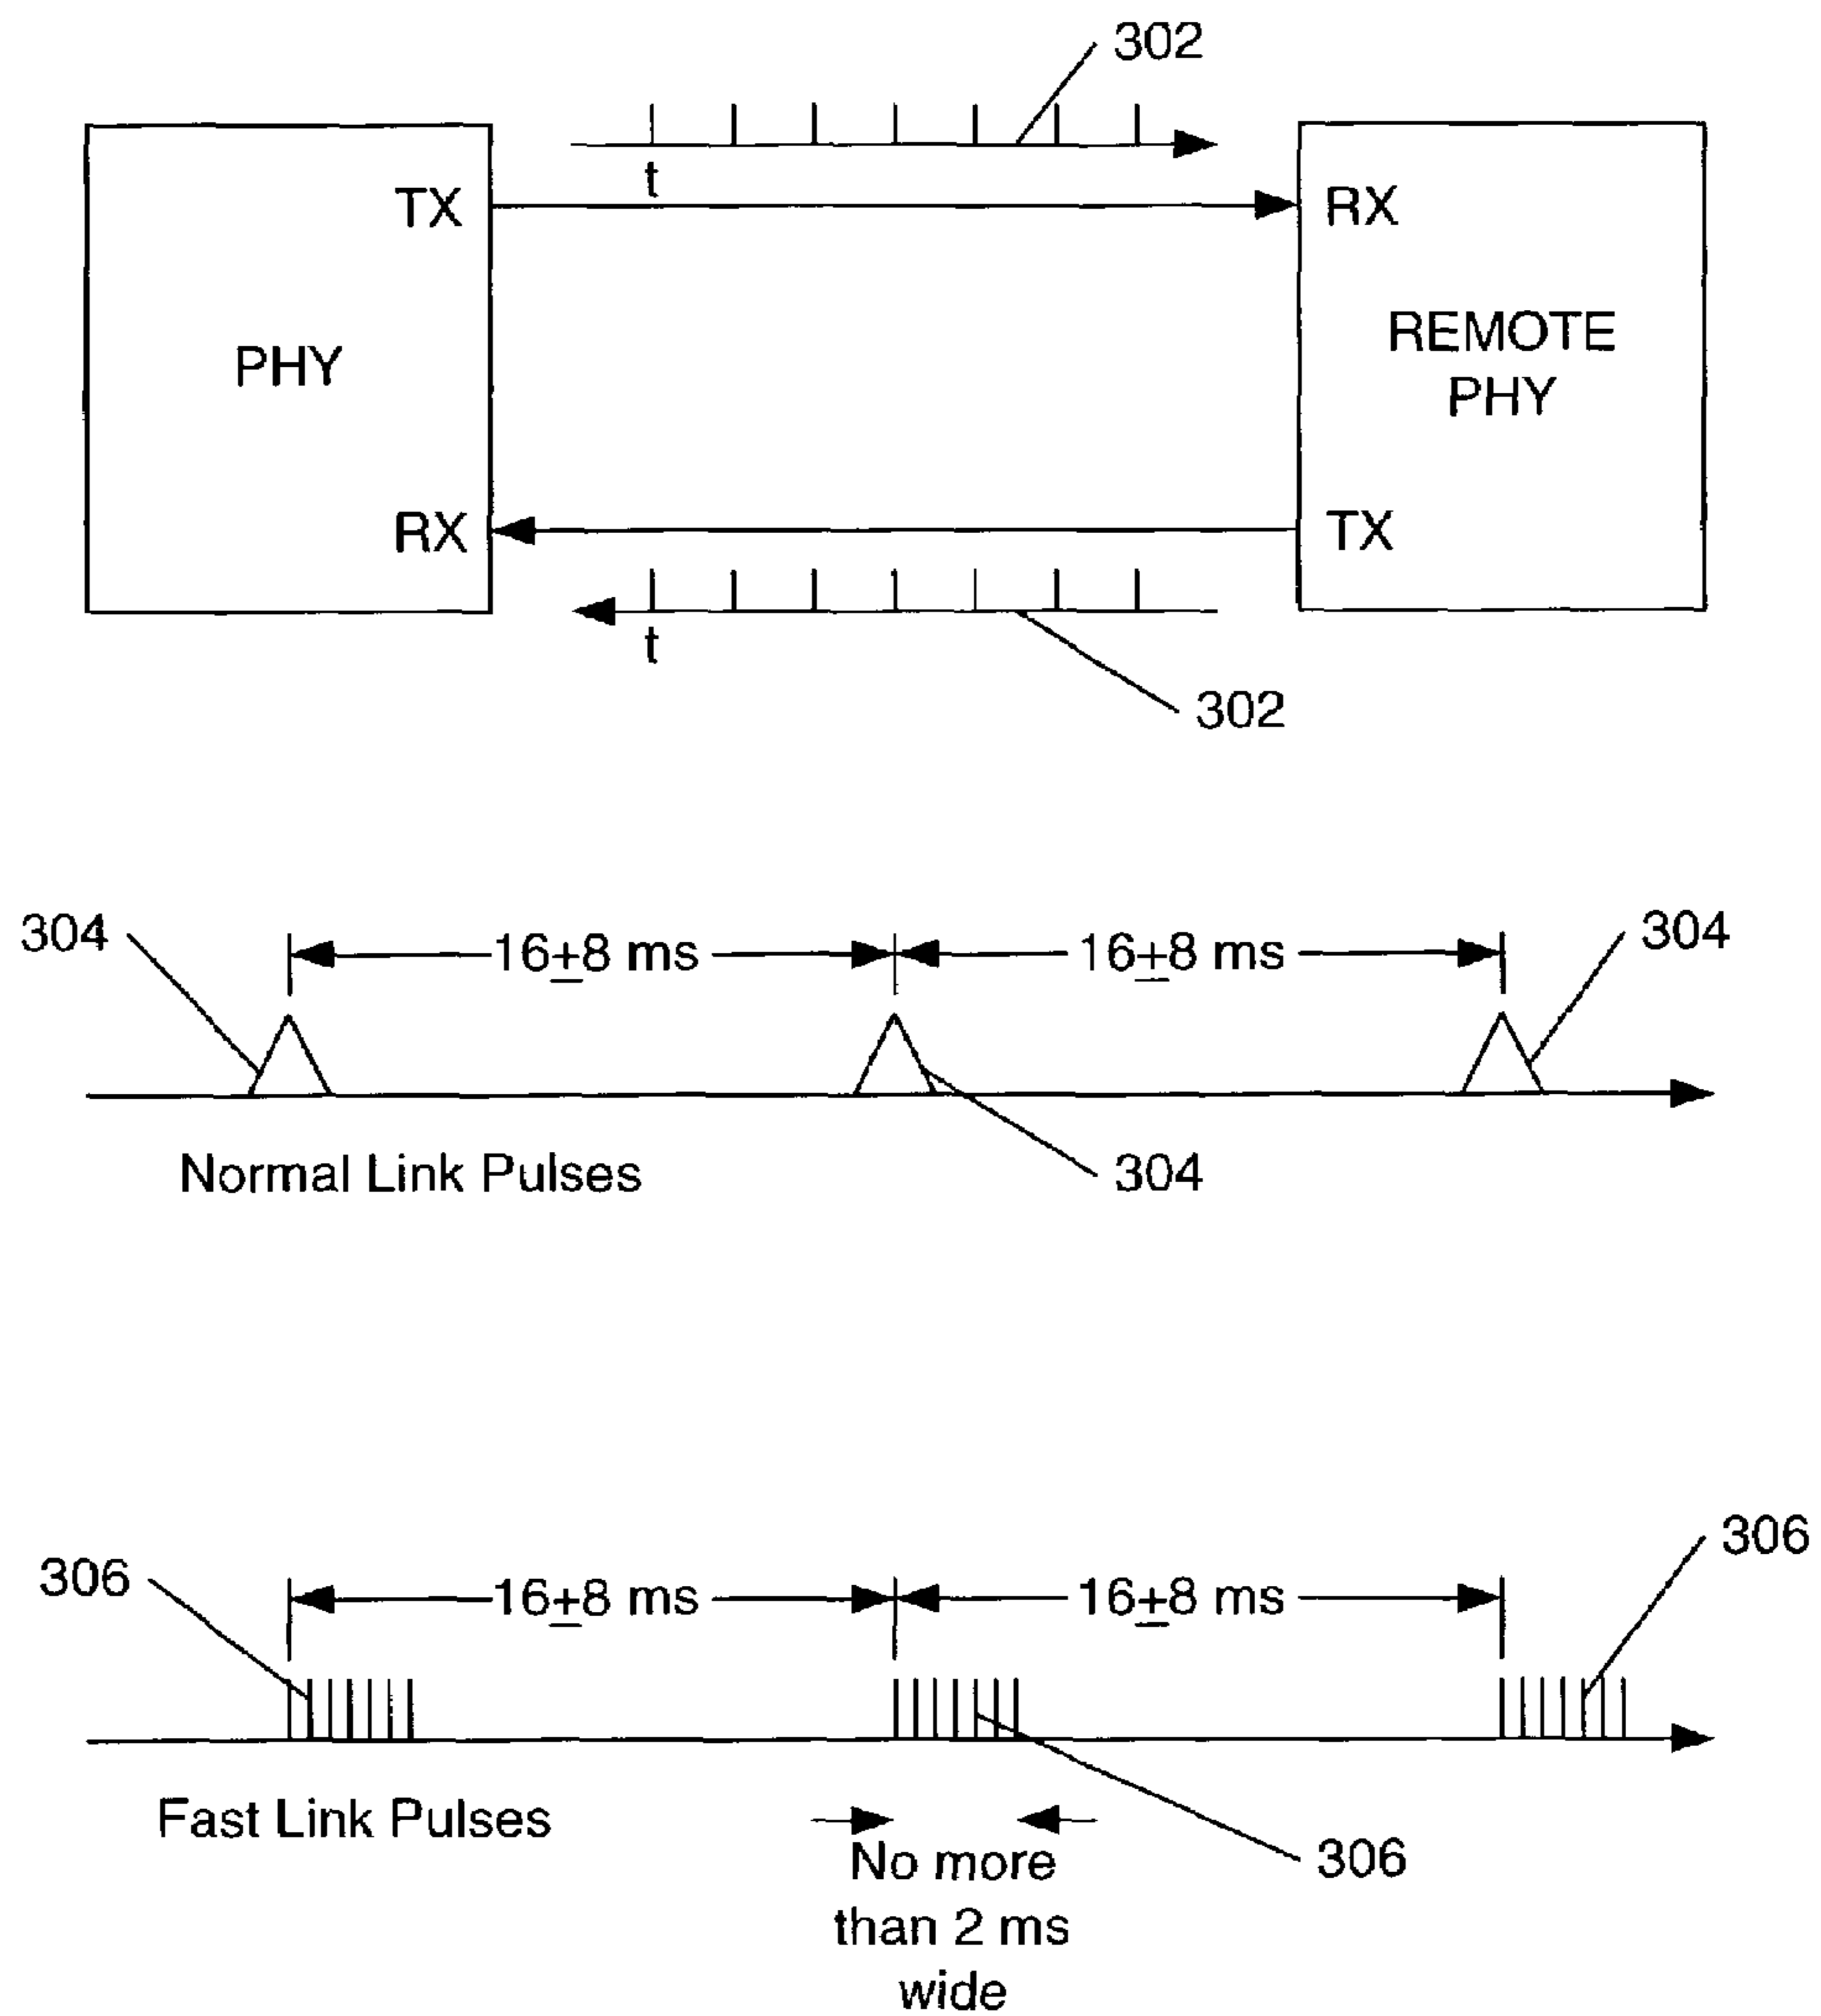 302
t
TX
RX
PHY
REMOTE
PHY
RX
TX
t
302
304
16±8 ms
16±8 ms
304
Normal Link Pulses
304
306
16±8 ms
16±8 ms
306
Fast Link Pulses
306
No more
than 2 ms
wide